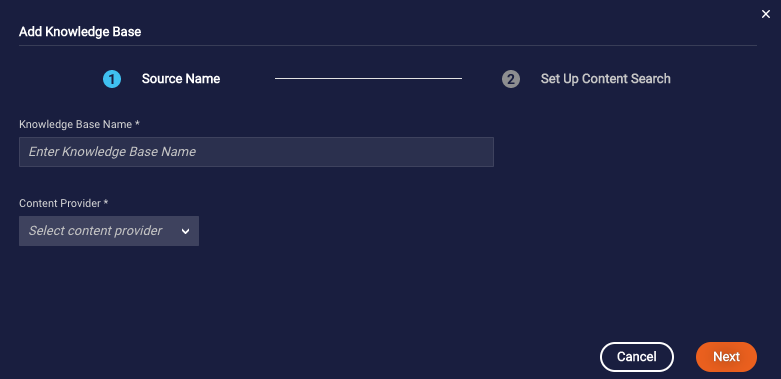 Add Knowledge Base
1 Source Name 2 Set Up Content Search
Knowledge Base Name *
Enter Knowledge Base Name
Content Provider *
Select content provider
Cancel Next